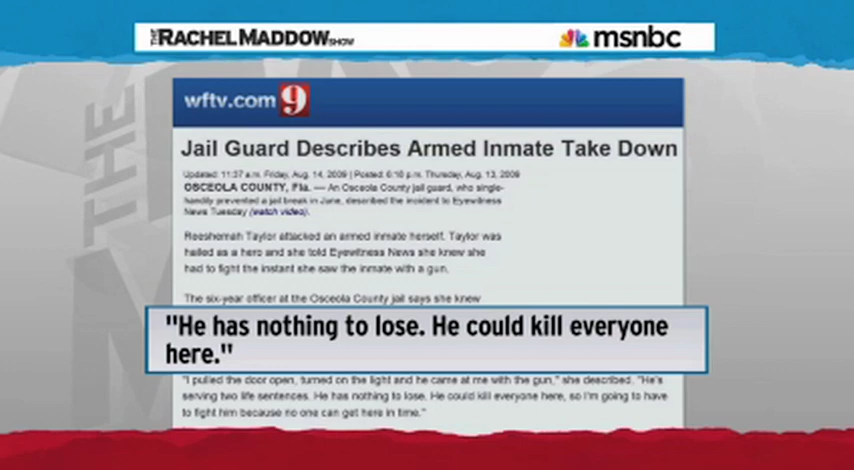 THE RACHEL MADDOW SHOW
msnbc
wftv.com 9
Jail Guard Describes Armed Inmate Take Down
Updated: 11:37 a.m. Friday, Aug. 14, 2009 | Posted: 6:10 p.m. Thursday, Aug. 13, 2009
OSCEOLA COUNTY, Fla. — An Osceola County jail guard, who single-
handly prevented a jail break in June, described the incident to Eyewitness
News Tuesday (watch video).
Reeshemah Taylor attacked an armed inmate herself. Taylor was
hailed as a hero and she told Eyewitness News she knew she
had to fight the instant she saw the inmate with a gun.
The six-year officer at the Osceola County jail says she knew
"He has nothing to lose. He could kill everyone
here."
"I pulled the door open, turned on the light and he came at me with the gun," she described. "He's
serving two life sentences. He has nothing to lose. He could kill everyone here, so I'm going to have
to fight him because no one can get here in time."
THE